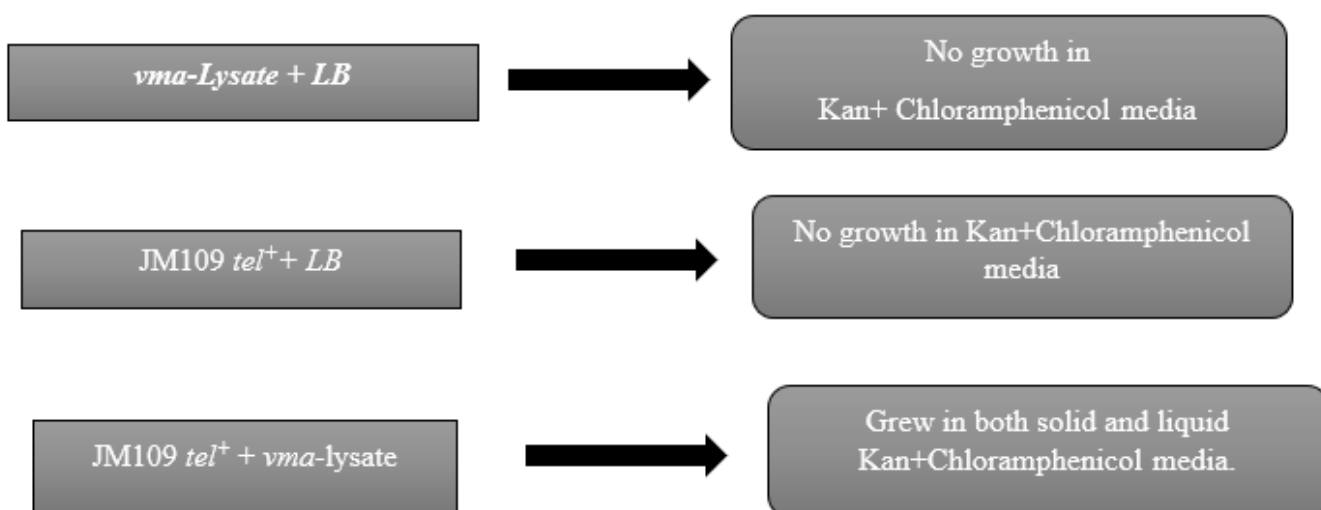 vma-Lysate + LB
No growth in
Kan+ Chloramphenicol media
JM109 tel⁺+ LB
No growth in Kan+Chloramphenicol
media
JM109 tel⁺ + vma-lysate
Grew in both solid and liquid
Kan+Chloramphenicol media.